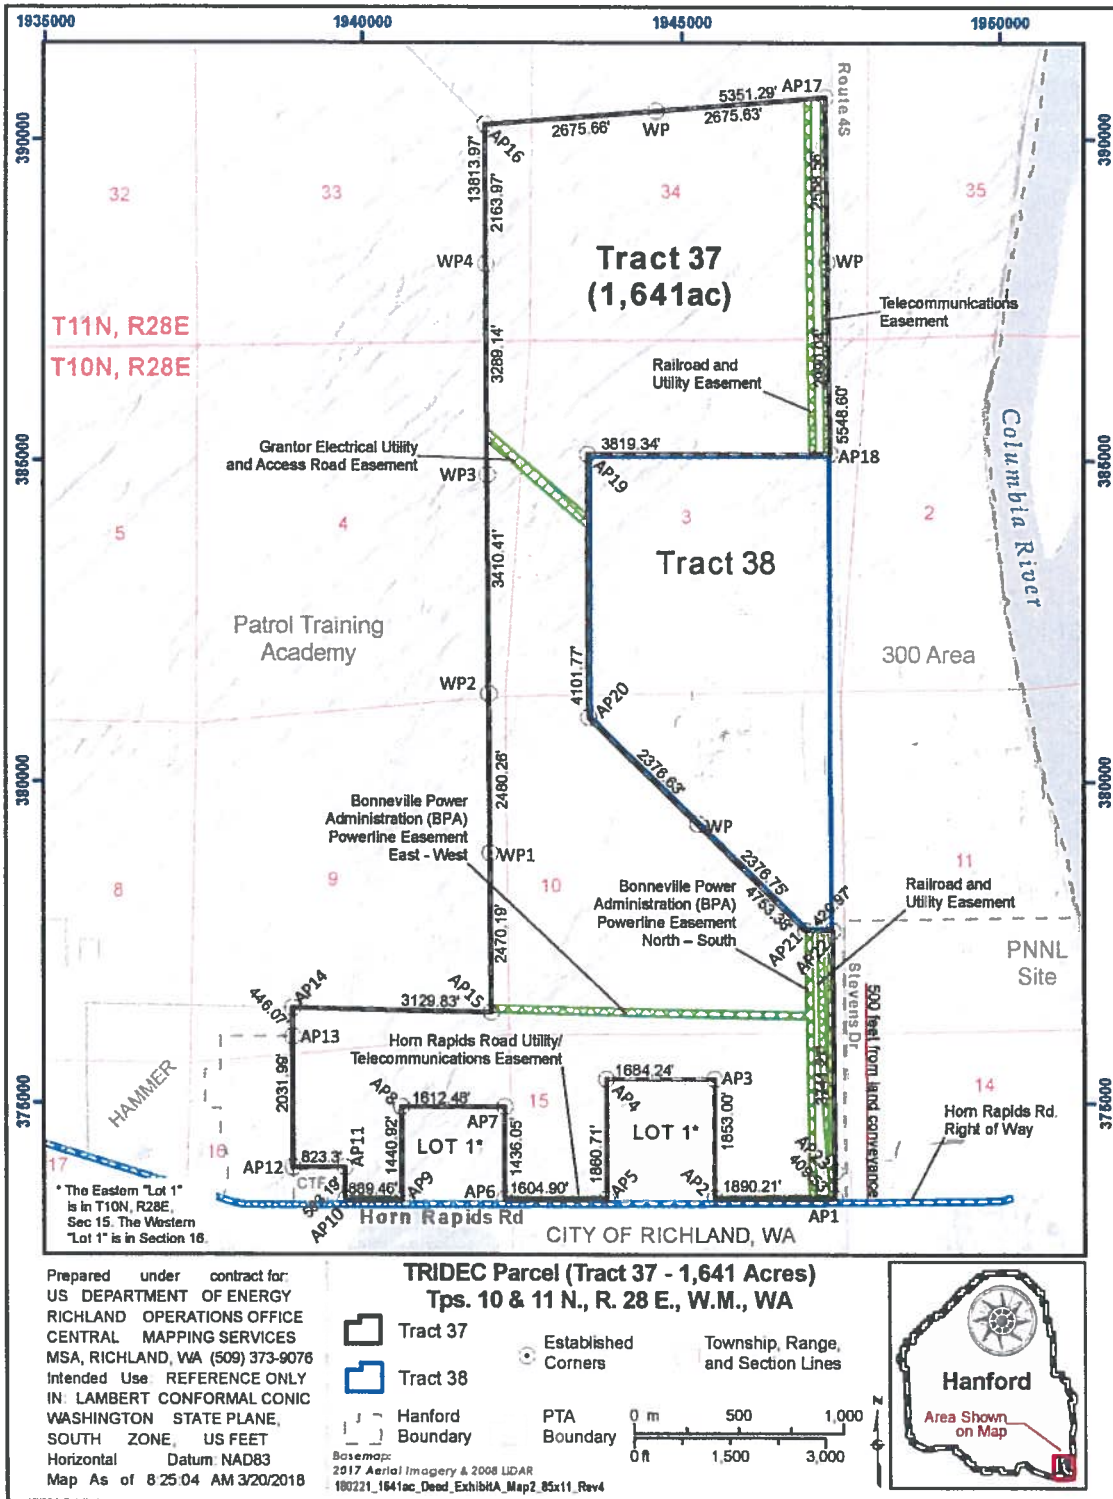 1935000
1940000
1945000
1950000
390000
385000
380000
375000
390000
385000
380000
375000
5351.29'
AP17
Route 4S
2675.66'
WP
2675.63'
AP16
13813.97'
2163.97'
32
33
34
35
2558.56'
WP4
WP
Tract 37
(1,641ac)
Telecommunications
Easement
T11N, R28E
T10N, R28E
3289.14'
2990.04'
5548.60'
Railroad and
Utility Easement
Columbia River
3819.34'
AP18
AP19
Grantor Electrical Utility
and Access Road Easement
WP3
5
4
3
2
3410.41'
Tract 38
Patrol Training
Academy
300 Area
4101.77'
WP2
AP20
2480.26'
2376.63'
WP
Bonneville Power
Administration (BPA)
Powerline Easement
East - West
WP1
8
9
10
11
2376.75
4753.38'
429.97'
Bonneville Power
Administration (BPA)
Powerline Easement
North – South
Railroad and
Utility Easement
2470.19'
AP21
AP22
PNNL
Site
Stevens Dr
500 feet from land conveyance
AP14
446.07'
3129.83'
AP15
AP13
Horn Rapids Road Utility/
Telecommunications Easement
HAMMER
2031.99'
1684.24'
AP3
AP4
AP8
1612.48'
AP7
15
14
LOT 1*
LOT 1*
1440.92'
1436.05'
1860.71'
1853.00'
Horn Rapids Rd.
Right of Way
17
16
AP12
823.3'
AP11
CTF
889.46'
AP9
AP10
AP6
1604.90'
AP5
AP2
1890.21'
AP23
AP1
Horn Rapids Rd
CITY OF RICHLAND, WA
* The Eastern "Lot 1"
is in T10N, R28E,
Sec 15. The Western
"Lot 1" is in Section 16.
Prepared under contract for:
US DEPARTMENT OF ENERGY
RICHLAND OPERATIONS OFFICE
CENTRAL MAPPING SERVICES
MSA, RICHLAND, WA (509) 373-9076
Intended Use: REFERENCE ONLY
IN: LAMBERT CONFORMAL CONIC
WASHINGTON STATE PLANE,
SOUTH ZONE, US FEET
Horizontal Datum: NAD83
Map As of 8:25:04 AM 3/20/2018
TRIDEC Parcel (Tract 37 - 1,641 Acres)
Tps. 10 & 11 N., R. 28 E., W.M., WA
Tract 37
Tract 38
Hanford
Boundary
Established
Corners
PTA
Boundary
Township, Range,
and Section Lines
0 m 500 1,000
0 ft 1,500 3,000
Basemap:
2017 Aerial Imagery & 2008 LIDAR
180221_1641ac_Deed_ExhibitA_Map2_85x11_Rev4
Z
Hanford
Area Shown
on Map